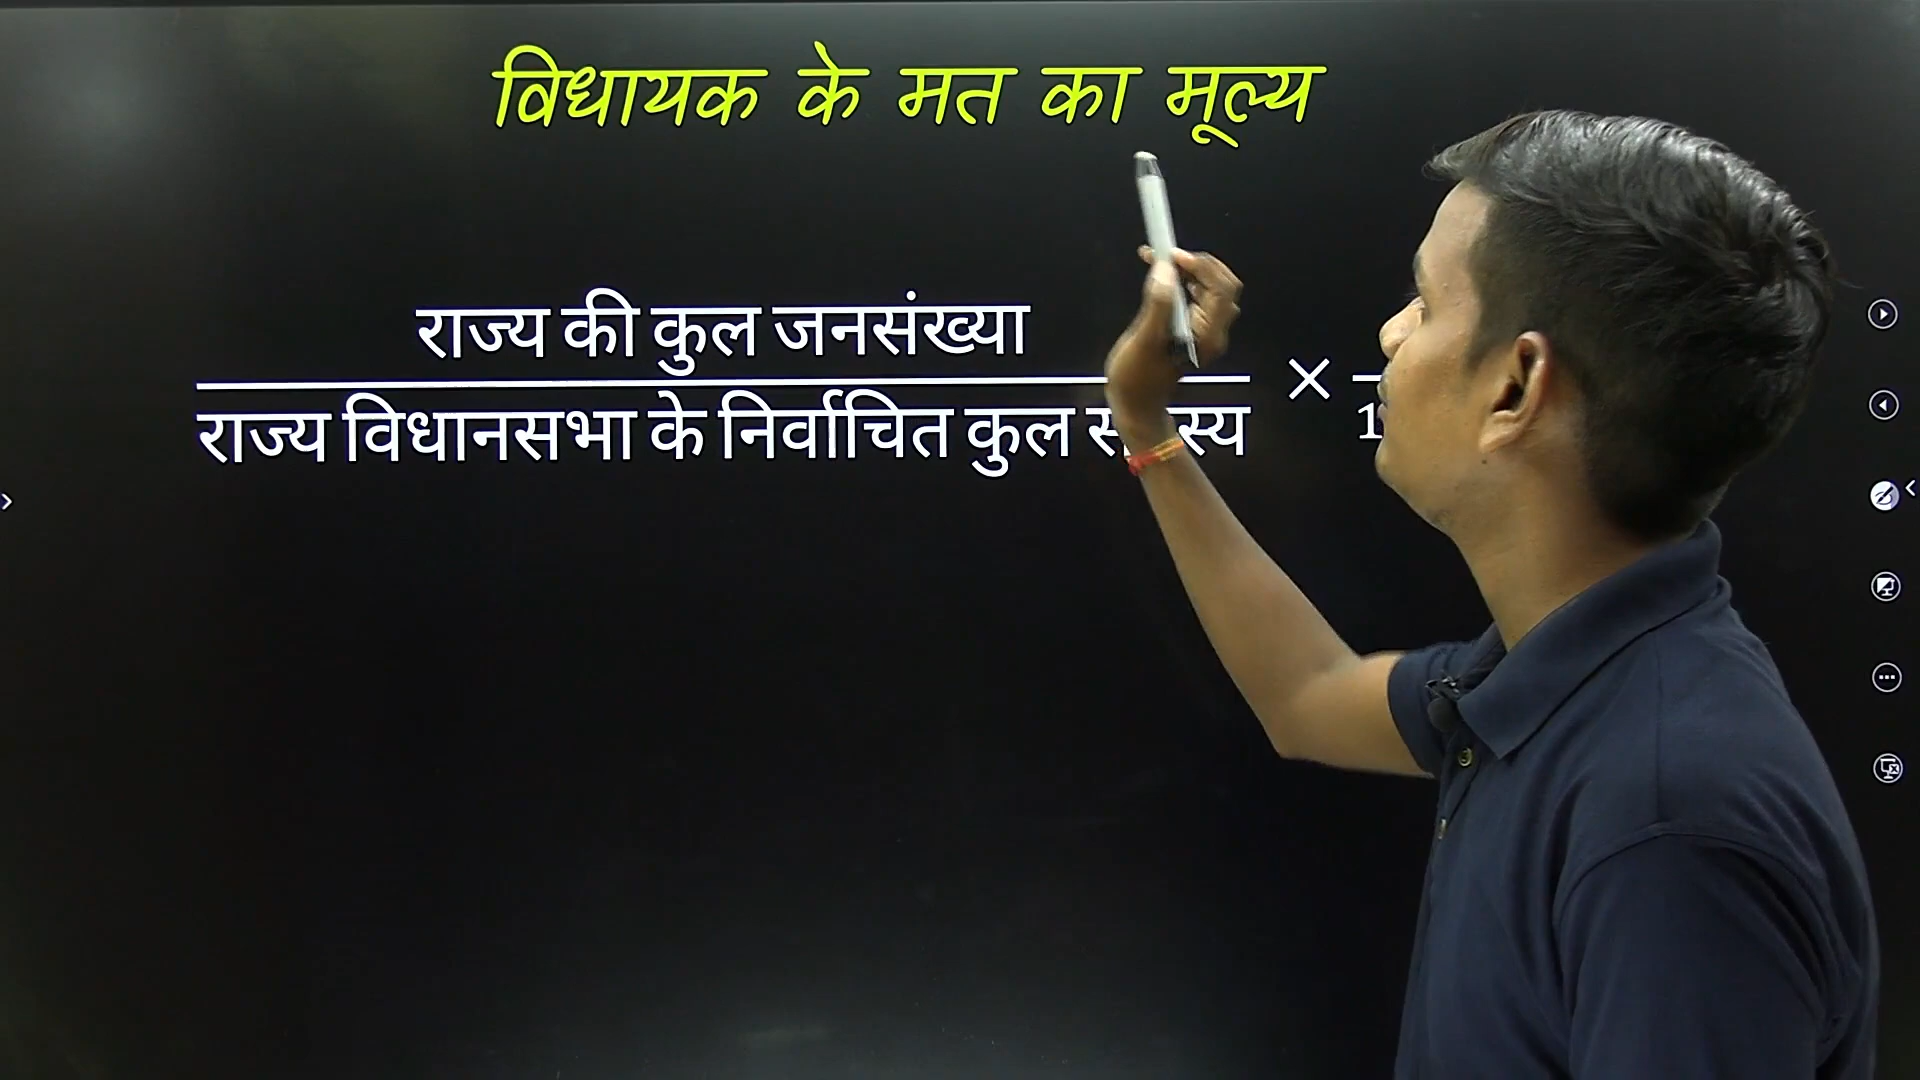 विधायक के मत का मूल्य
राज्य की कुल जनसंख्या
राज्य विधानसभा के निर्वाचित कुल
×